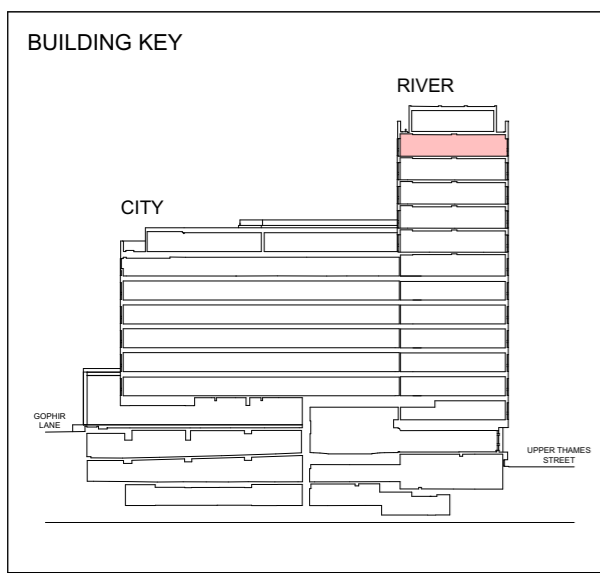 BUILDING KEY
RIVER
CITY
GOPHIR
LANE
UPPER THAMES
STREET